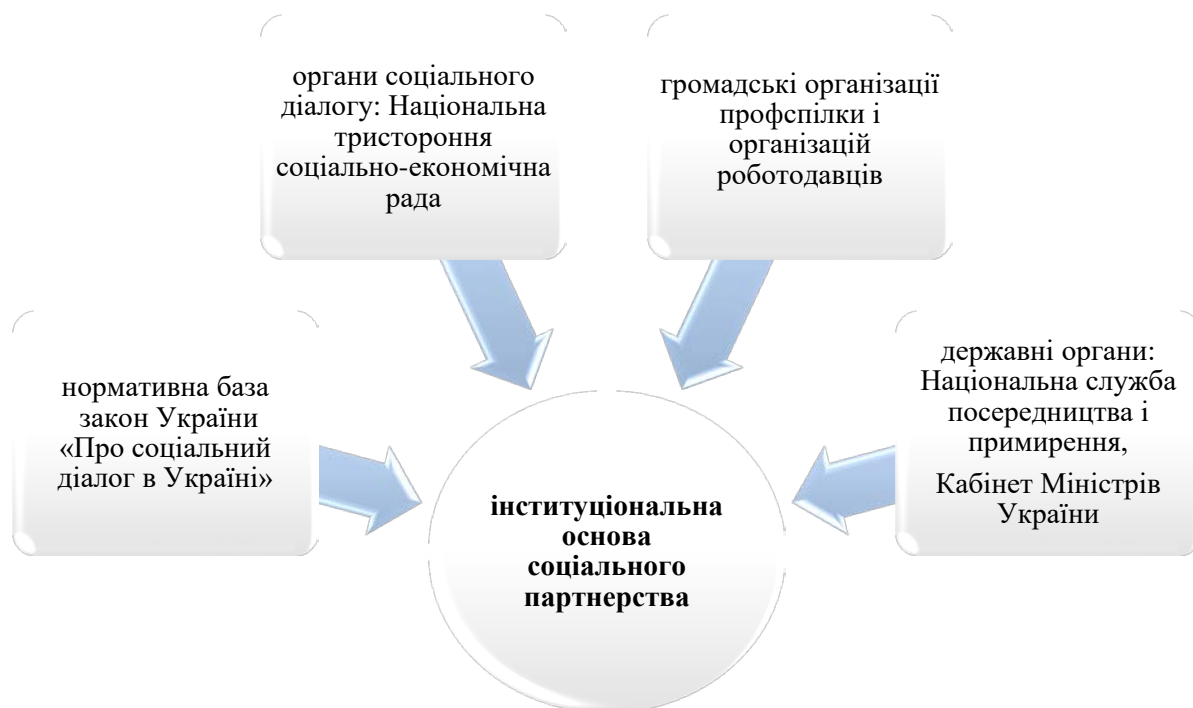 органи соціального
діалогу: Національна
тристороння
соціально-економічна
рада
громадські організації
профспілки і
організацій
роботодавців
нормативна база
закон України
«Про соціальний
діалог в Україні»
державні органи:
Національна служба
посередництва і
примирення,
Кабінет Міністрів
України
інституціональна
основа
соціального
партнерства